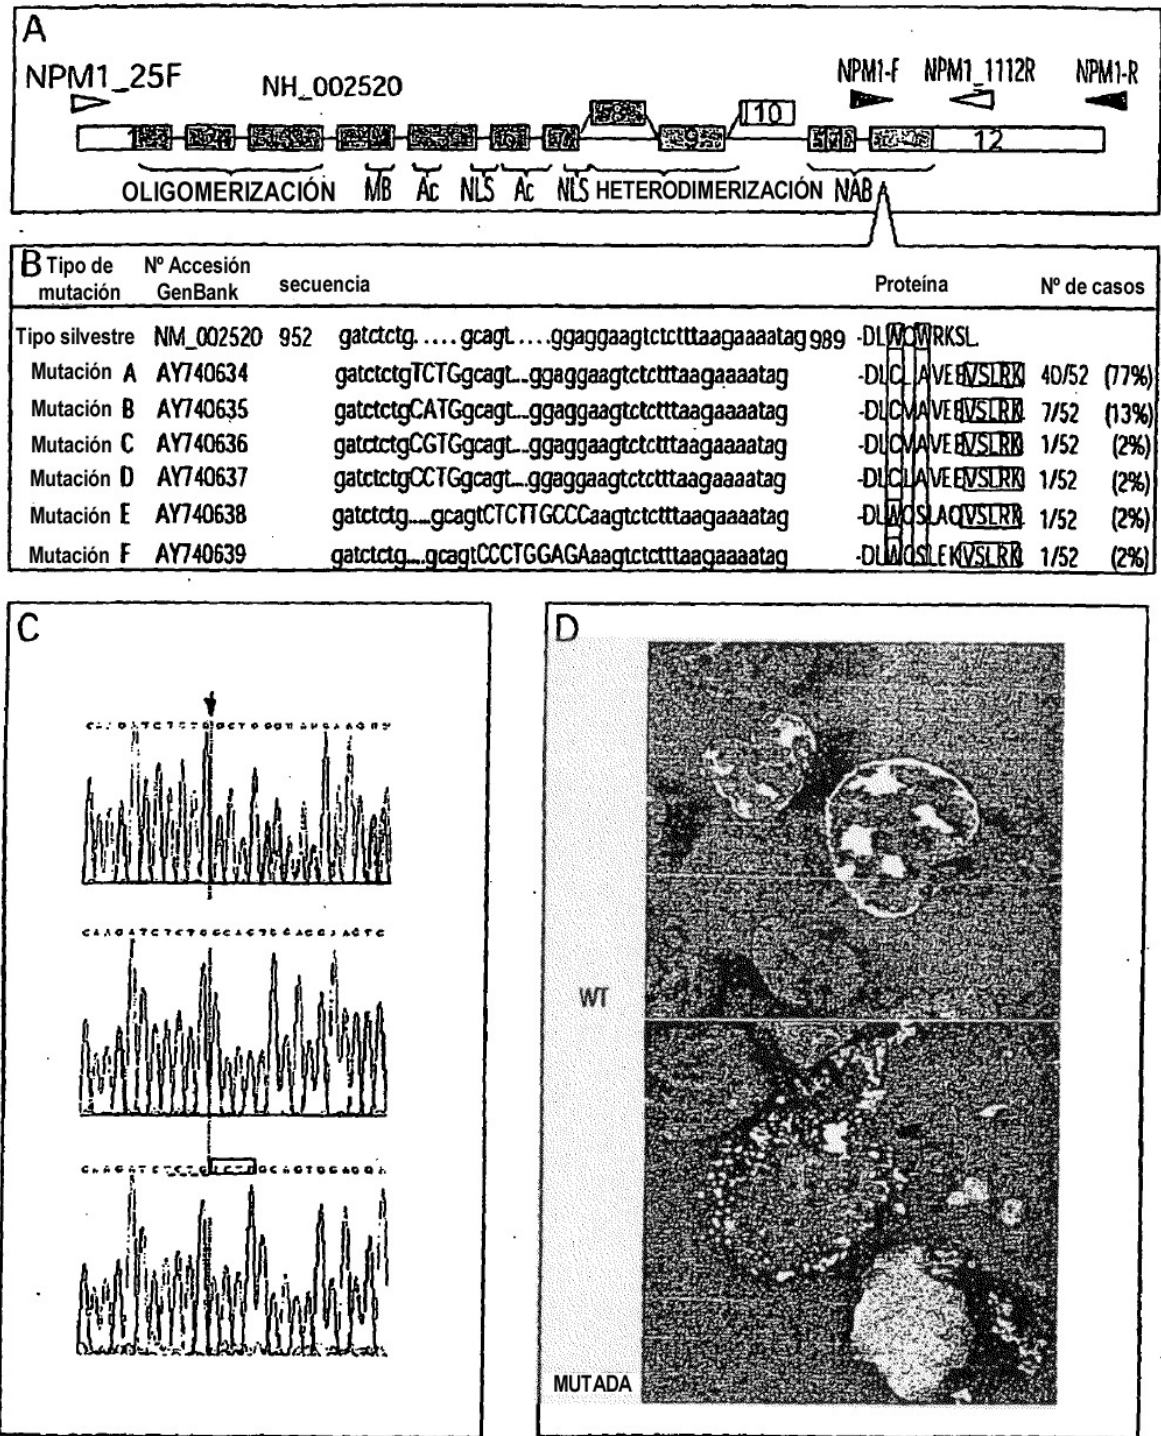 A
NPM1_25F
NH_002520
NPM1-F NPM1_1112R NPM1-R
1 9 10 12
OLIGOMERIZACIÓN MB Ac NLS Ac NLS HETERODIMERIZACIÓN NAB
B Tipo de mutación Nº Accesión GenBank secuencia Proteína Nº de casos
Tipo silvestre NM_002520 952 gatctctg.....gcagt....ggaggaagtctctttaagaaaatag 989 -DLWQWRKSL.
Mutación A AY740634 gatctctgTCTGgcagt...ggaggaagtctctttaagaaaatag -DLCLAVEEVSLRK 40/52 (77%)
Mutación B AY740635 gatctctgCATGgcagt...ggaggaagtctctttaagaaaatag -DLCMAVEEVSLRK 7/52 (13%)
Mutación C AY740636 gatctctgCGTGgcagt...ggaggaagtctctttaagaaaatag -DLCVAVEEVSLRK 1/52 (2%)
Mutación D AY740637 gatctctgCCTGgcagt...ggaggaagtctctttaagaaaatag -DLCLAVEEVSLRK 1/52 (2%)
Mutación E AY740638 gatctctg.....gcagtCTCTTGCCCaagtctctttaagaaaatag -DLWQSLAQVSLRK 1/52 (2%)
Mutación F AY740639 gatctctg....gcagtCCCTGGAGAaagtctctttaagaaaatag -DLWQSLEKVSLRK 1/52 (2%)
C
D
WT
MUTADA